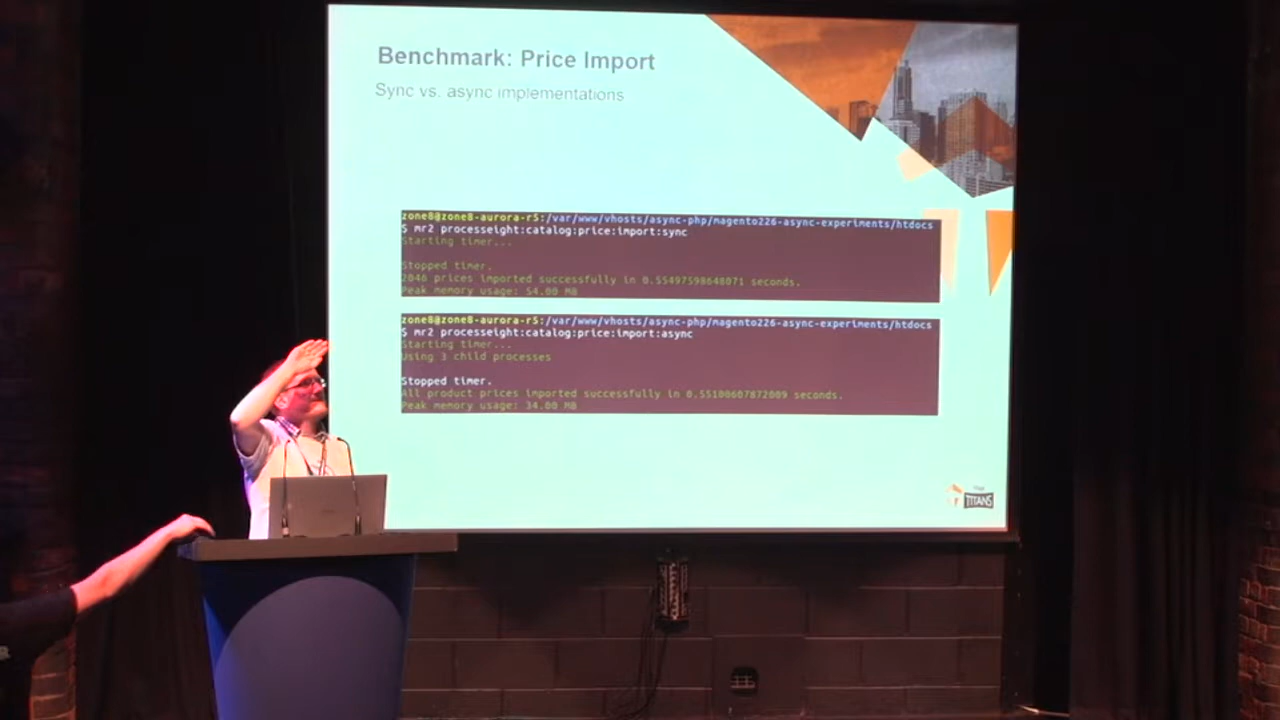 Benchmark: Price Import
Sync vs. async implementations
zone8@zone8-aurora-r5:/var/www/vhosts/async-php/magento226-async-experiments/htdocs
$ mr2 processeight:catalog:price:import:sync
Starting timer...
Stopped timer.
2046 prices imported successfully in 0.55497598648071 seconds.
Peak memory usage: 54.00 MB
zone8@zone8-aurora-r5:/var/www/vhosts/async-php/magento226-async-experiments/htdocs
$ mr2 processeight:catalog:price:import:async
Starting timer...
Using 3 child processes
Stopped timer.
All product prices imported successfully in 0.55100607872009 seconds.
Peak memory usage: 34.00 MB
TITANS